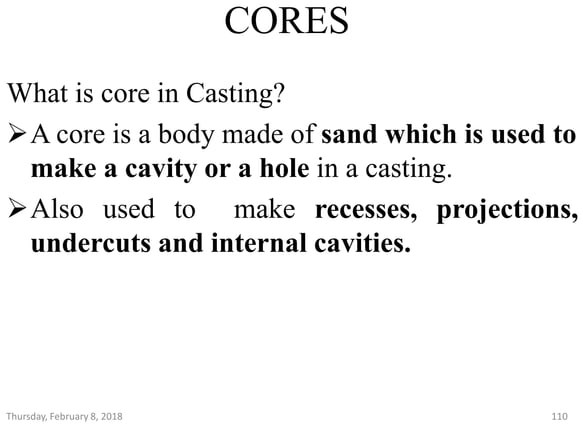 CORES
What is core in Casting?
➢A core is a body made of sand which is used to
make a cavity or a hole in a casting.
➢Also used to make recesses, projections,
undercuts and internal cavities.
Thursday, February 8, 2018 110